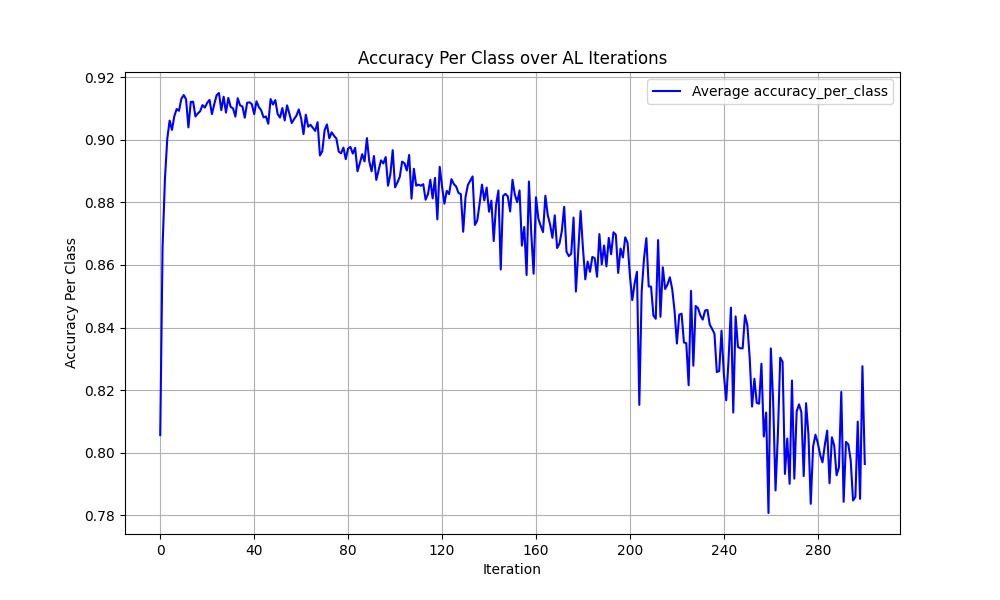 Accuracy Per Class over AL Iterations
Average accuracy_per_class
Accuracy Per Class
0.92
0.90
0.88
0.86
0.84
0.82
0.80
0.78
0 40 80 120 160 200 240 280
Iteration